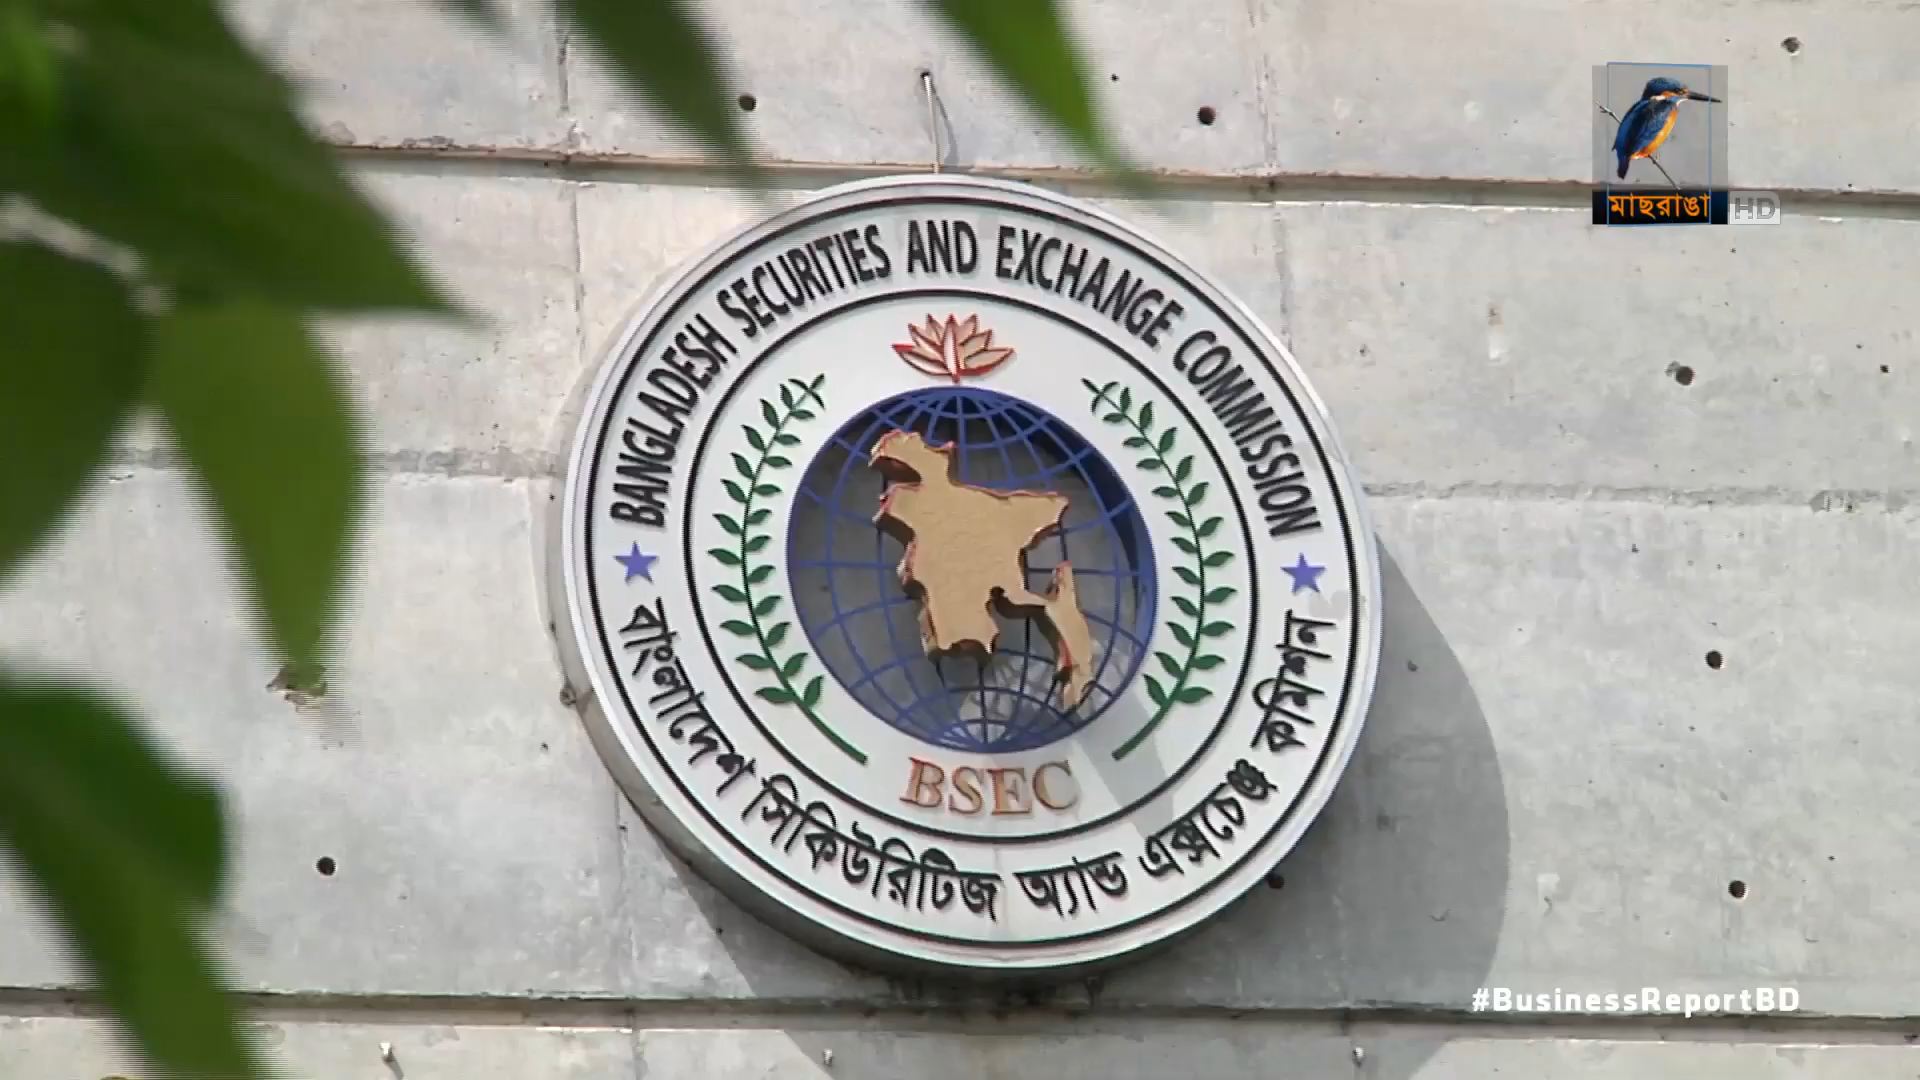 মাছরাঙা HD
BANGLADESH SECURITIES AND EXCHANGE COMMISSION
BSEC
বাংলাদেশ সিকিউরিটিজ অ্যান্ড এক্সচেঞ্জ কমিশন
#BusinessReportBD